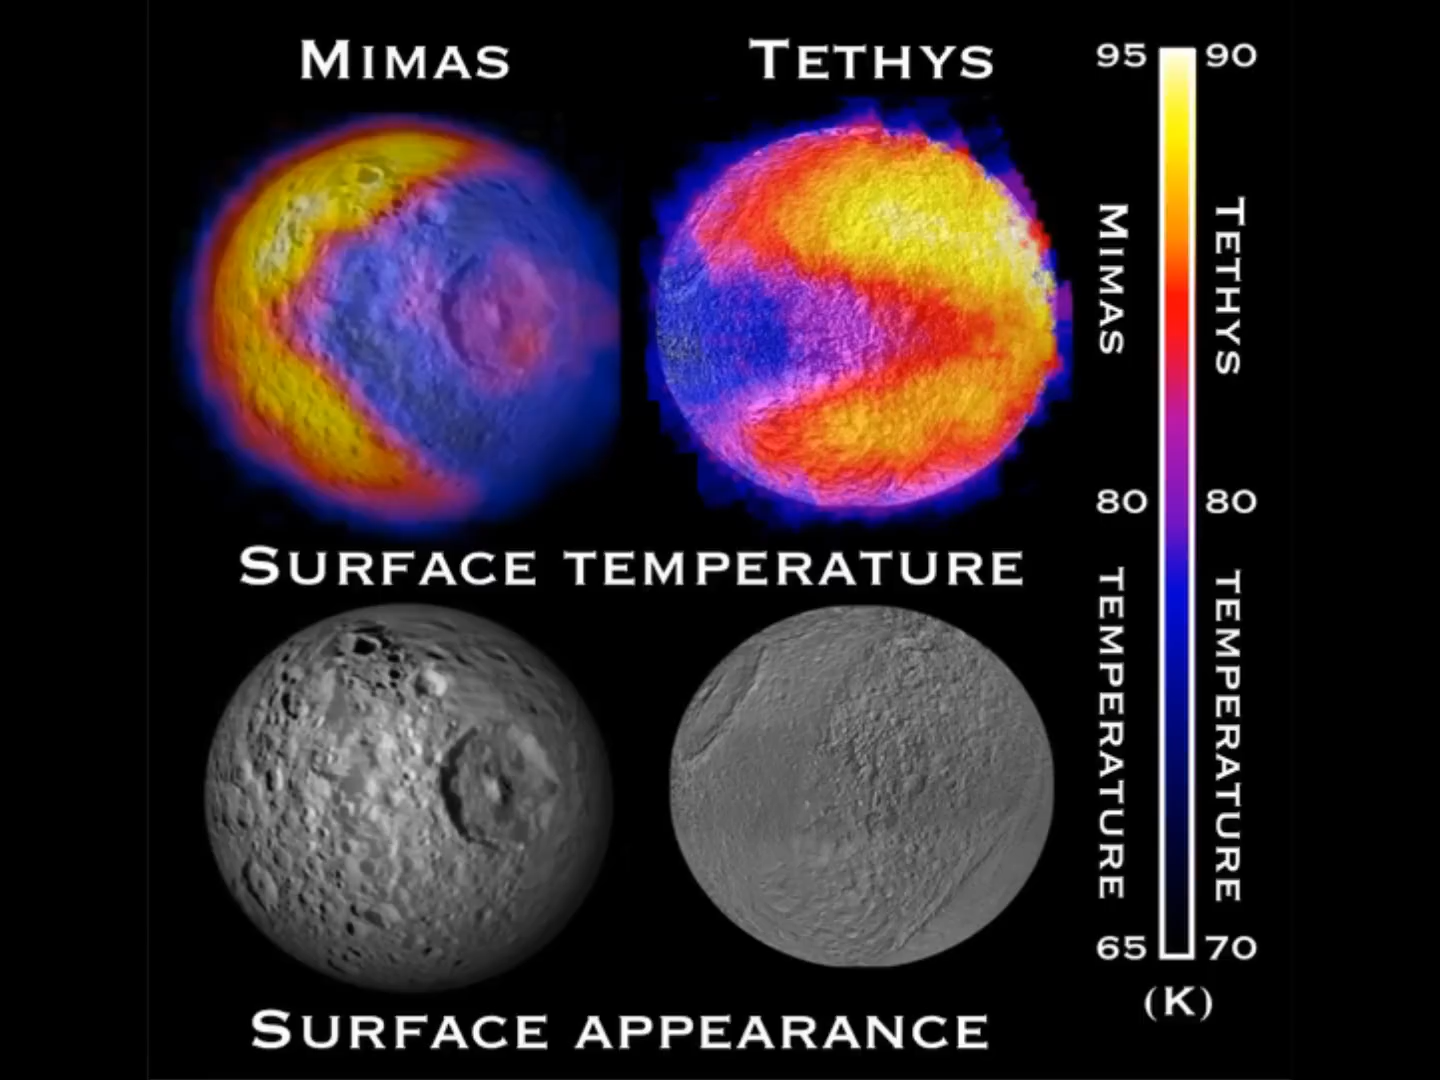 MIMAS
TETHYS
95
90
MIMAS
TETHYS
80
80
SURFACE TEMPERATURE
TEMPERATURE
TEMPERATURE
65
70
(K)
SURFACE APPEARANCE